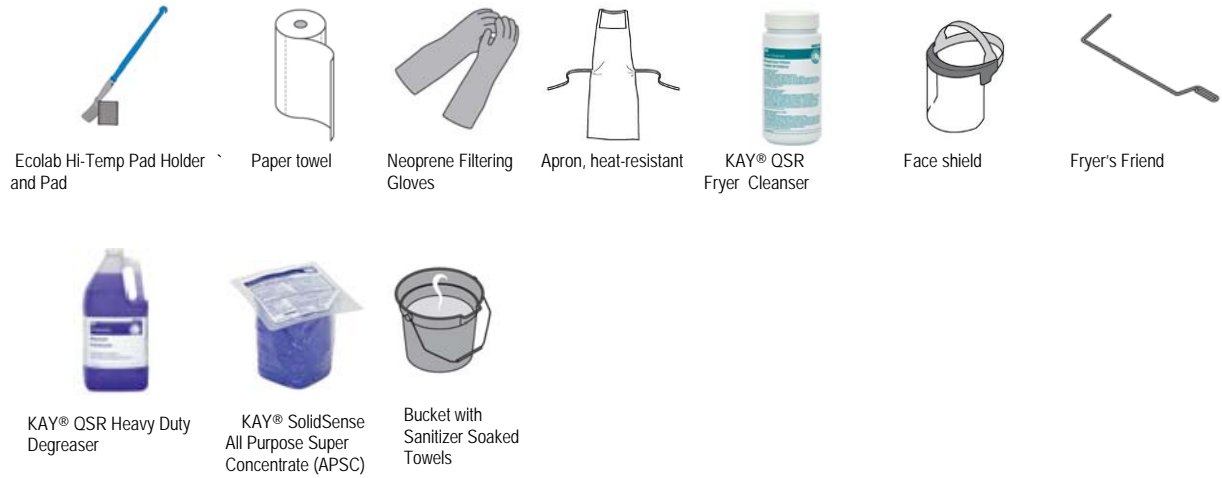 Ecolab Hi-Temp Pad Holder `
and Pad
Paper towel
Neoprene Filtering
Gloves
Apron, heat-resistant
KAY® QSR
Fryer Cleanser
Face shield
Fryer's Friend
KAY® QSR Heavy Duty
Degreaser
KAY® SolidSense
All Purpose Super
Concentrate (APSC)
Bucket with
Sanitizer Soaked
Towels